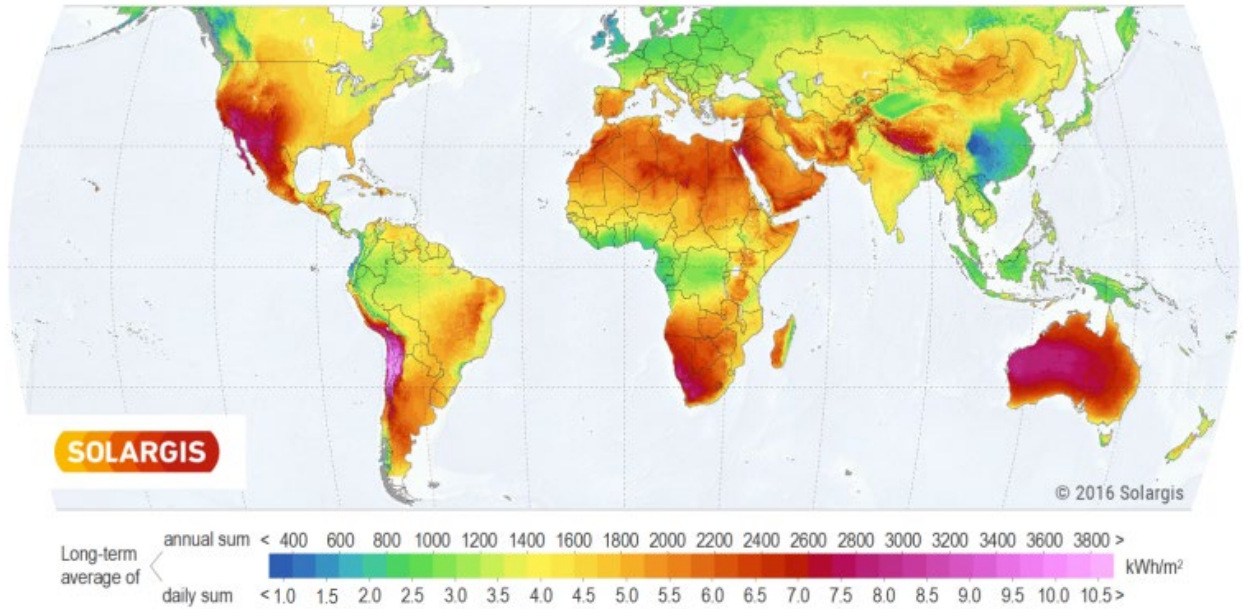 SOLARGIS
© 2016 Solargis
annual sum < 400 600 800 1000 1200 1400 1600 1800 2000 2200 2400 2600 2800 3000 3200 3400 3600 3800 >
Long-term
average of
kWh/m²
daily sum < 1.0 1.5 2.0 2.5 3.0 3.5 4.0 4.5 5.0 5.5 6.0 6.5 7.0 7.5 8.0 8.5 9.0 9.5 10.0 10.5 >